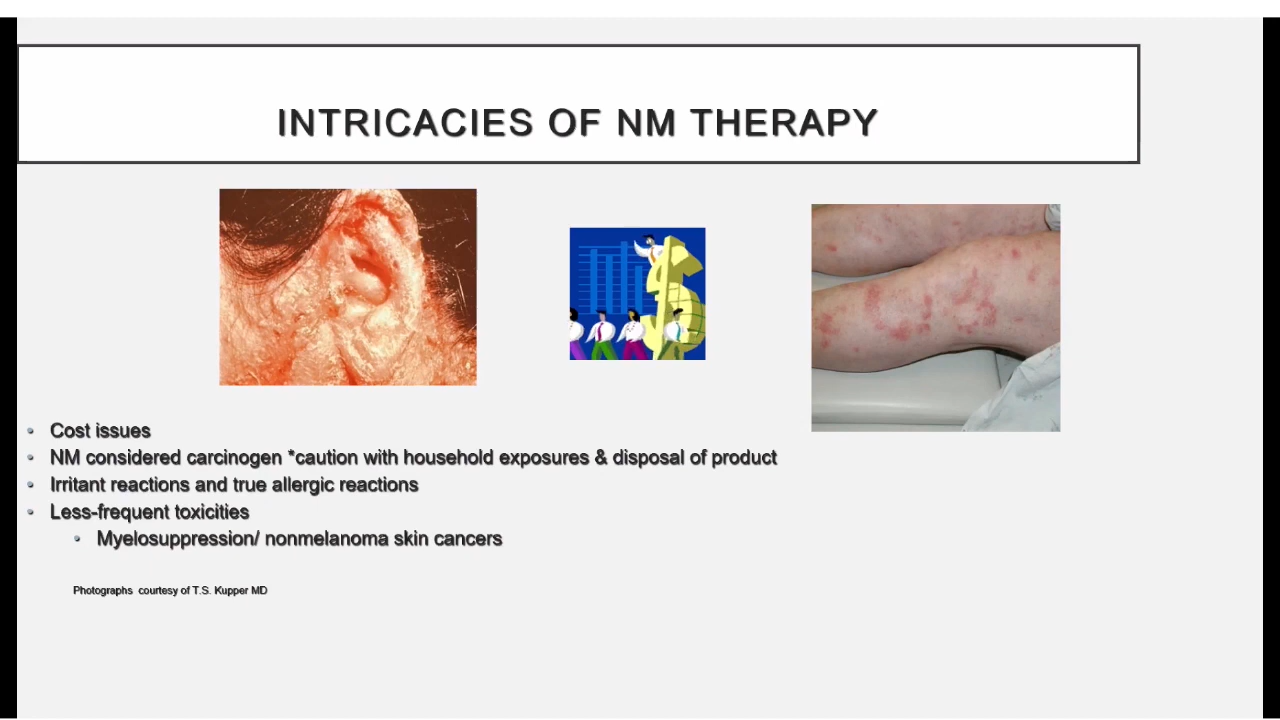 INTRICACIES OF NM THERAPY
• Cost issues
• NM considered carcinogen *caution with household exposures & disposal of product
• Irritant reactions and true allergic reactions
• Less-frequent toxicities
• Myelosuppression/ nonmelanoma skin cancers
Photographs courtesy of T.S. Kupper MD